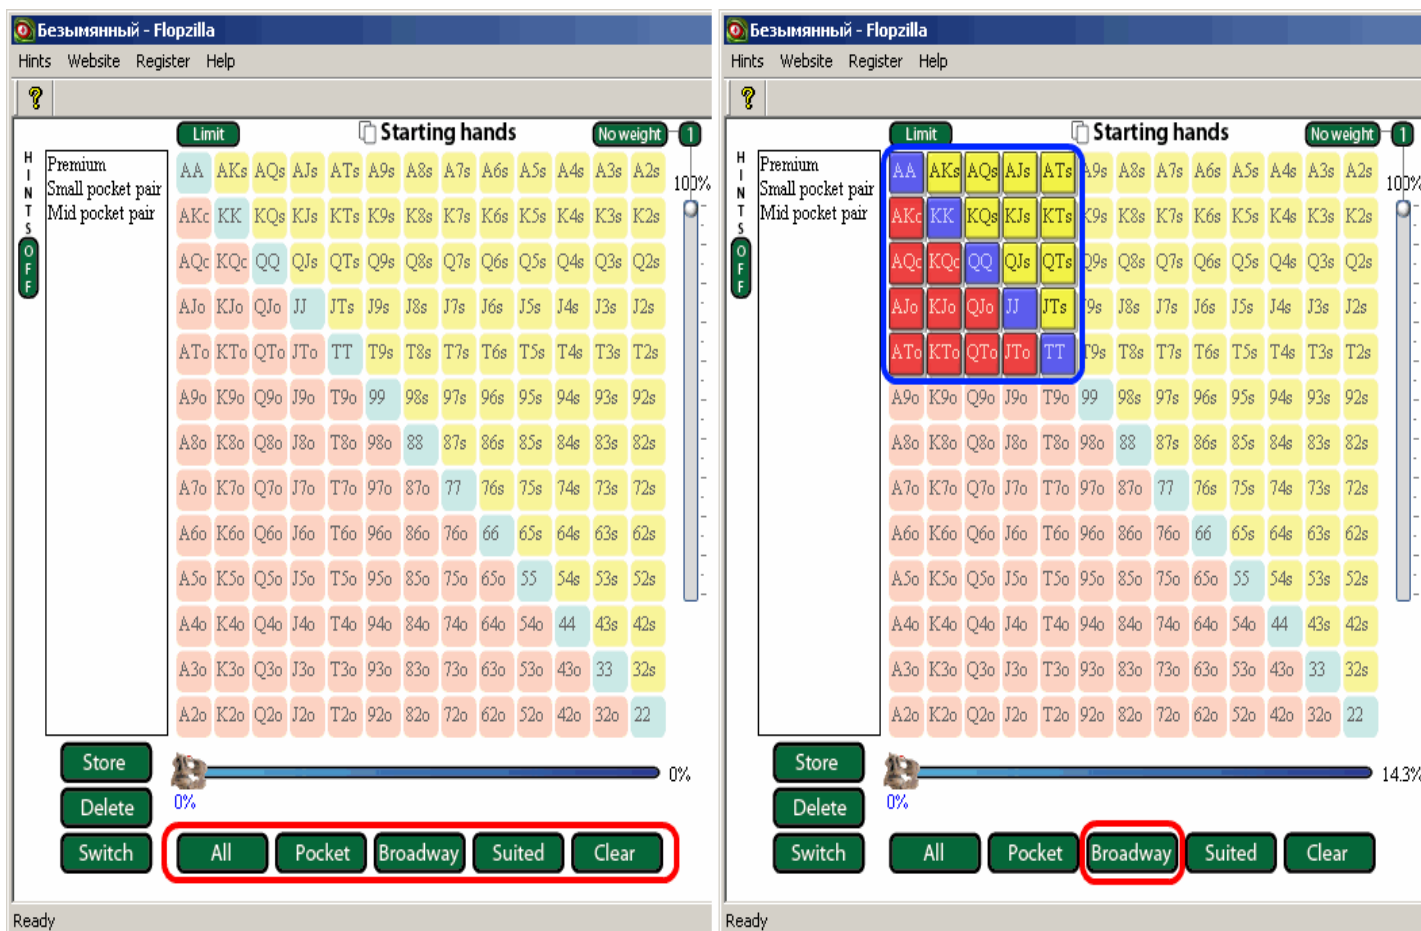 Безымянный - Flopzilla
Hints Website Register Help
Limit Starting hands No weight 1
HINTS
OFF
Premium
Small pocket pair
Mid pocket pair
100%
AA AKs AQs AJs ATs A9s A8s A7s A6s A5s A4s A3s A2s
AKc KK KQs KJs KTs K9s K8s K7s K6s K5s K4s K3s K2s
AQc KQc QQ QJs QTs Q9s Q8s Q7s Q6s Q5s Q4s Q3s Q2s
AJo KJo QJo JJ JTs J9s J8s J7s J6s J5s J4s J3s J2s
ATo KTo QTo JTo TT T9s T8s T7s T6s T5s T4s T3s T2s
A9o K9o Q9o J9o T9o 99 98s 97s 96s 95s 94s 93s 92s
A8o K8o Q8o J8o T8o 98o 88 87s 86s 85s 84s 83s 82s
A7o K7o Q7o J7o T7o 97o 87o 77 76s 75s 74s 73s 72s
A6o K6o Q6o J6o T6o 96o 86o 76o 66 65s 64s 63s 62s
A5o K5o Q5o J5o T5o 95o 85o 75o 65o 55 54s 53s 52s
A4o K4o Q4o J4o T4o 94o 84o 74o 64o 54o 44 43s 42s
A3o K3o Q3o J3o T3o 93o 83o 73o 63o 53o 43o 33 32s
A2o K2o Q2o J2o T2o 92o 82o 72o 62o 52o 42o 32o 22
Store
0%
Delete
0%
Switch All Pocket Broadway Suited Clear
Ready
Безымянный - Flopzilla
Hints Website Register Help
Limit Starting hands No weight 1
HINTS
OFF
Premium
Small pocket pair
Mid pocket pair
100%
AA AKs AQs AJs ATs A9s A8s A7s A6s A5s A4s A3s A2s
AKc KK KQs KJs KTs K9s K8s K7s K6s K5s K4s K3s K2s
AQc KQc QQ QJs QTs Q9s Q8s Q7s Q6s Q5s Q4s Q3s Q2s
AJo KJo QJo JJ JTs J9s J8s J7s J6s J5s J4s J3s J2s
ATo KTo QTo JTo TT T9s T8s T7s T6s T5s T4s T3s T2s
A9o K9o Q9o J9o T9o 99 98s 97s 96s 95s 94s 93s 92s
A8o K8o Q8o J8o T8o 98o 88 87s 86s 85s 84s 83s 82s
A7o K7o Q7o J7o T7o 97o 87o 77 76s 75s 74s 73s 72s
A6o K6o Q6o J6o T6o 96o 86o 76o 66 65s 64s 63s 62s
A5o K5o Q5o J5o T5o 95o 85o 75o 65o 55 54s 53s 52s
A4o K4o Q4o J4o T4o 94o 84o 74o 64o 54o 44 43s 42s
A3o K3o Q3o J3o T3o 93o 83o 73o 63o 53o 43o 33 32s
A2o K2o Q2o J2o T2o 92o 82o 72o 62o 52o 42o 32o 22
Store
14.3%
Delete
0%
Switch All Pocket Broadway Suited Clear
Ready